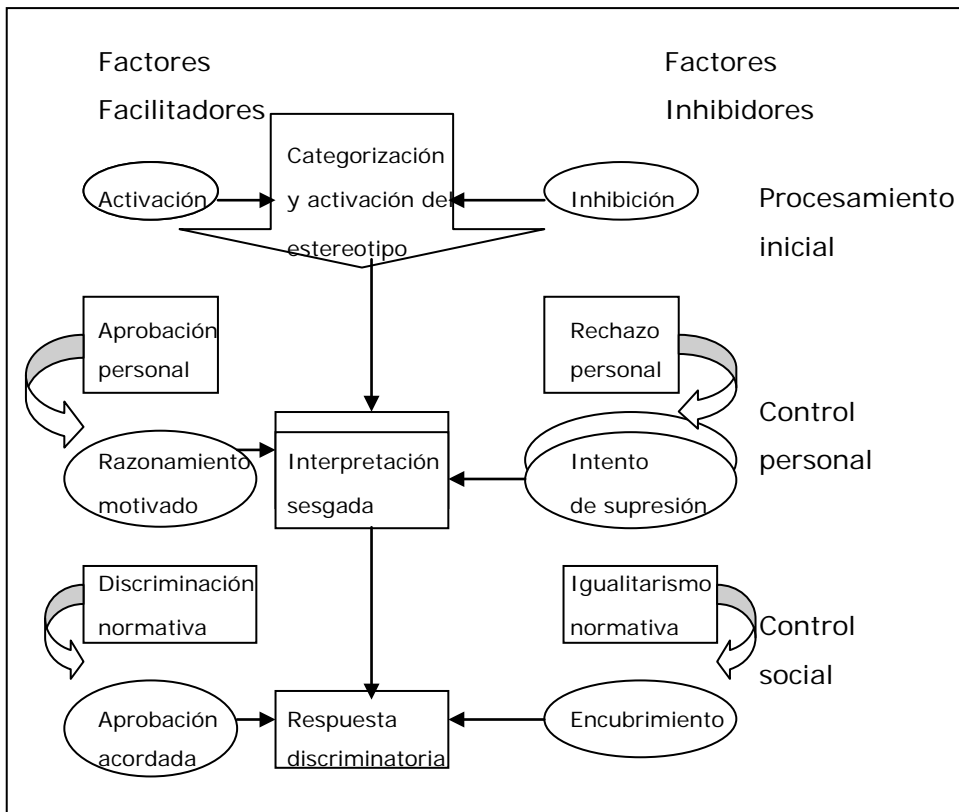 Factores
Facilitadores
Factores
Inhibidores
Categorización
y activación del
estereotipo
Activación
Inhibición
Procesamiento
inicial
Aprobación
personal
Rechazo
personal
Razonamiento
motivado
Interpretación
sesgada
Intento
de supresión
Control
personal
Discriminación
normativa
Igualitarismo
normativa
Control
social
Aprobación
acordada
Respuesta
discriminatoria
Encubrimiento